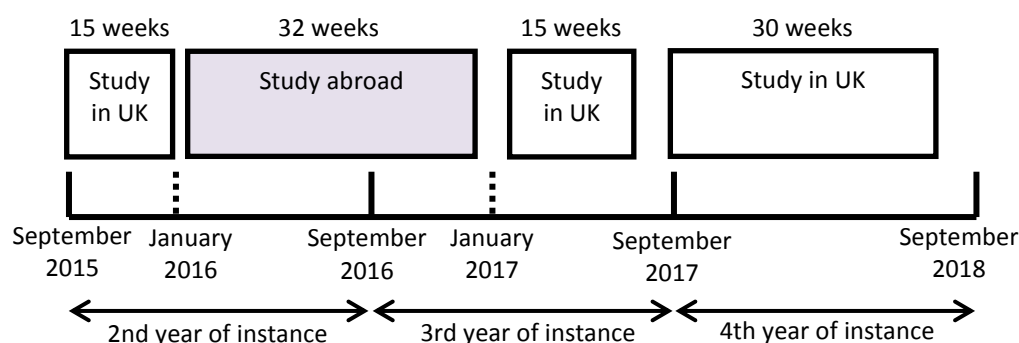 15 weeks 32 weeks 15 weeks 30 weeks
Study in UK
Study abroad
Study in UK
Study in UK
September 2015
January 2016
September 2016
January 2017
September 2017
September 2018
2nd year of instance 3rd year of instance 4th year of instance